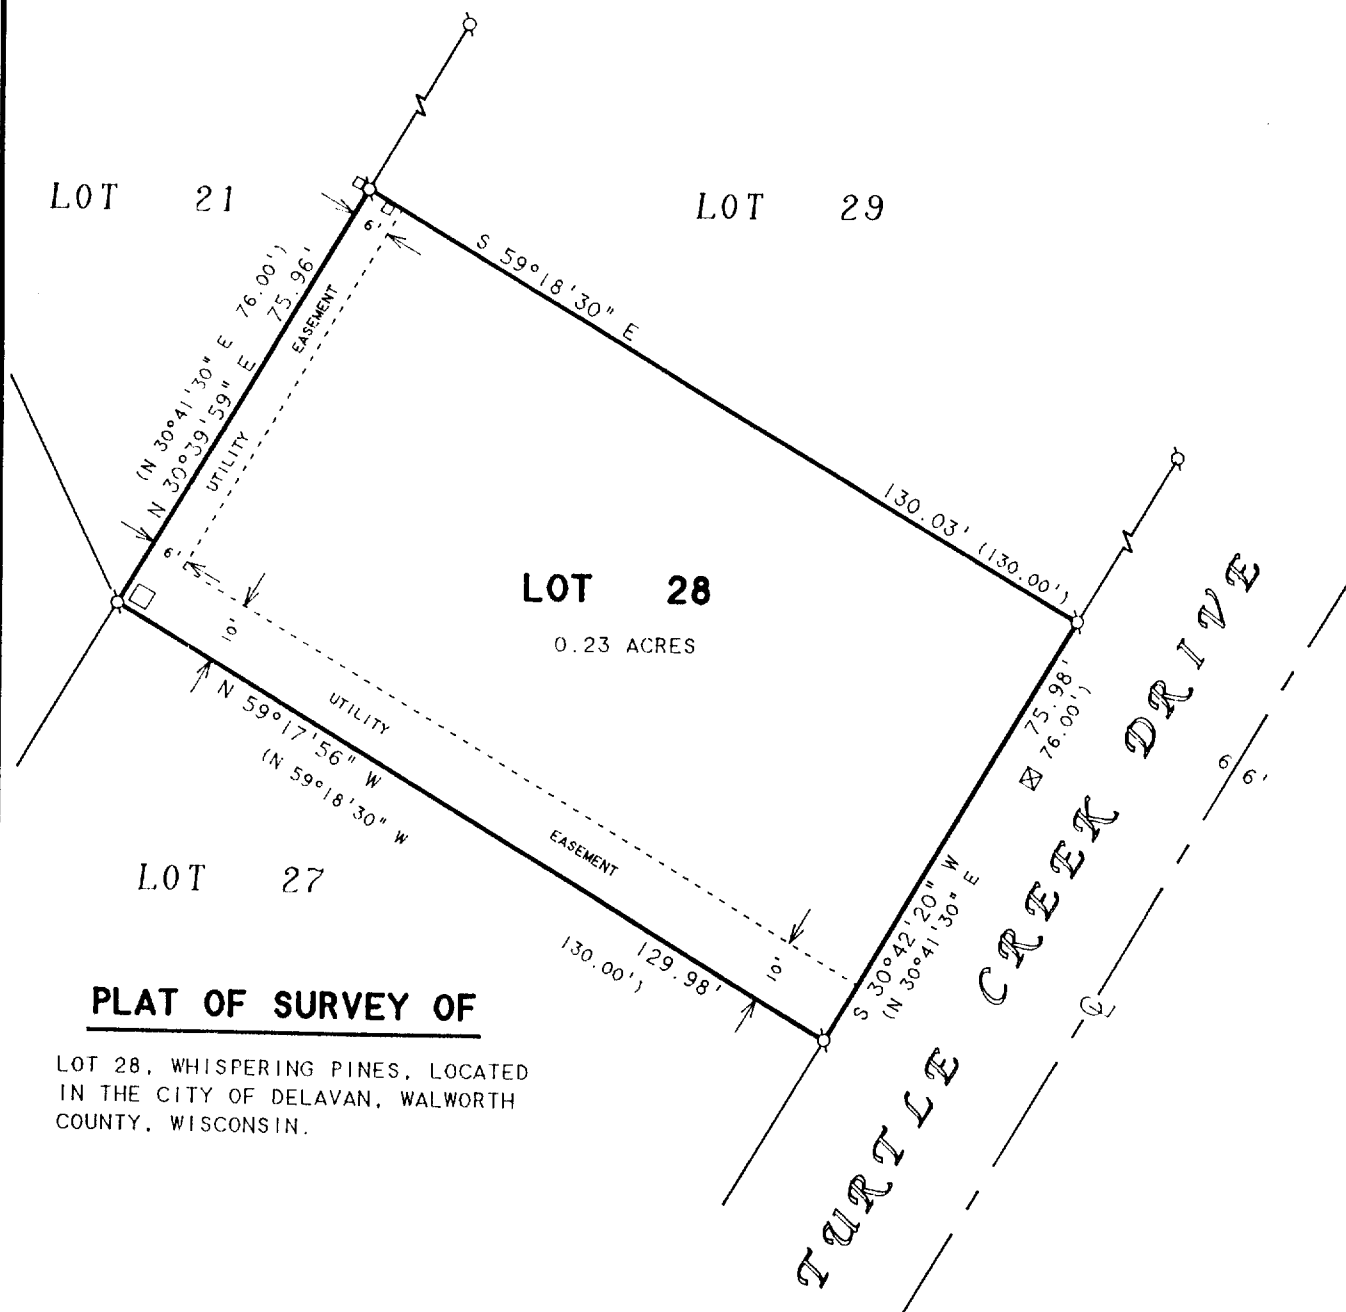 LOT 21
LOT 29
6'
S 59°18'30" E
(N 30°41'30" E 76.00')
N 30°39'59" E 75.96'
UTILITY EASEMENT
130.03' (130.00')
6'
LOT 28
0.23 ACRES
10'
75.98'
76.00')
N 59°17'56" W
(N 59°18'30" W
UTILITY EASEMENT
66'
LOT 27
129.98'
130.00')
10'
S 30°42'20" W
(N 30°41'30" E
TURTLE CREEK DRIVE
PLAT OF SURVEY OF
LOT 28, WHISPERING PINES, LOCATED
IN THE CITY OF DELAVAN, WALWORTH
COUNTY, WISCONSIN.